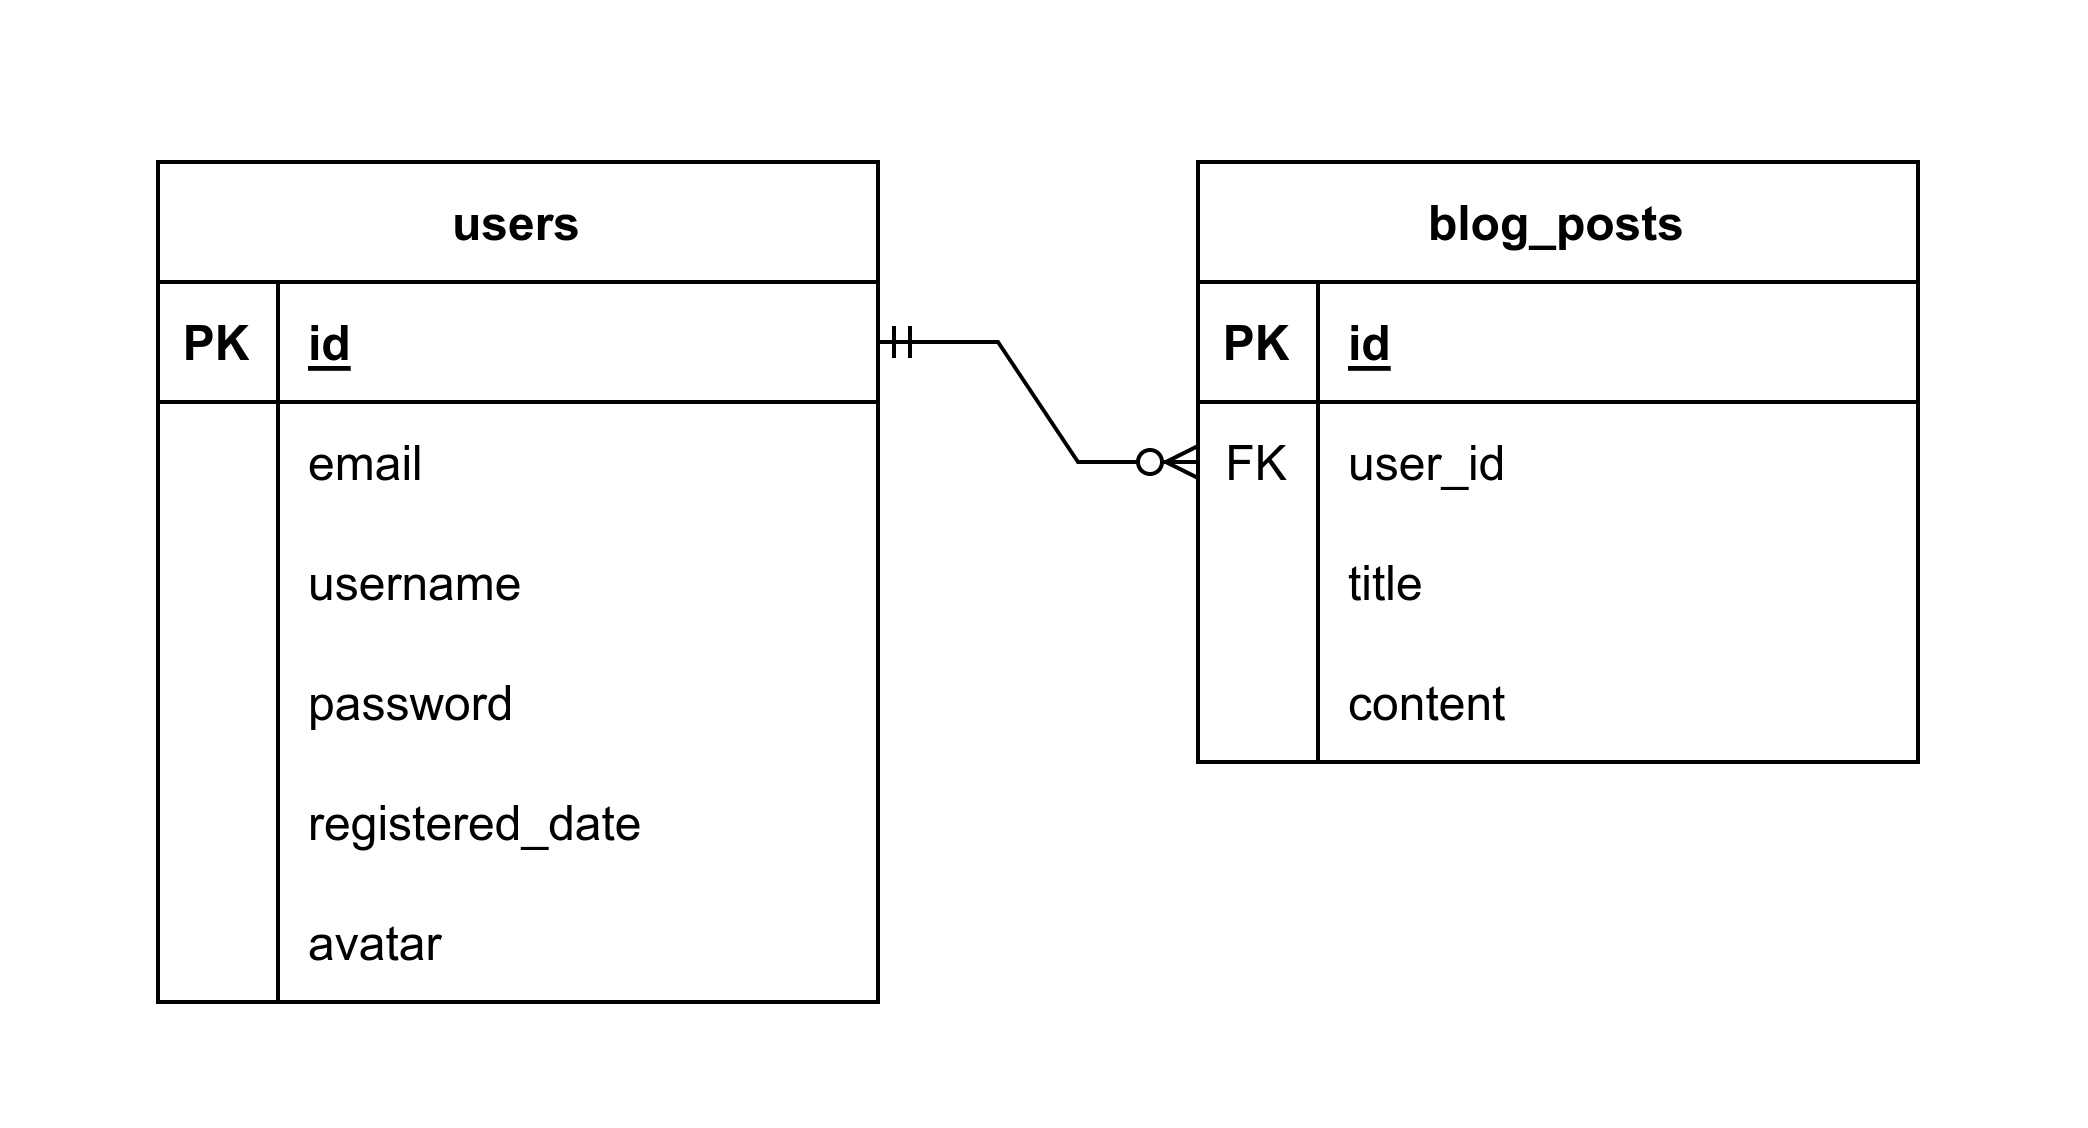 users
PK id
email
username
password
registered_date
avatar
blog_posts
PK id
FK user_id
title
content